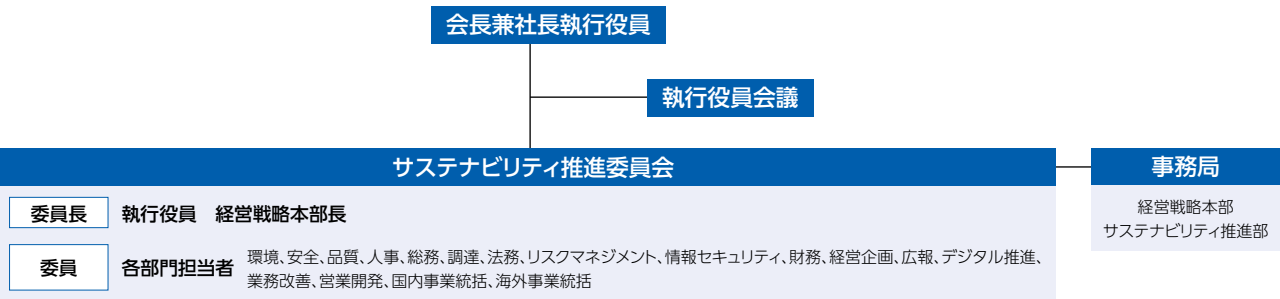 会長兼社長執行役員
執行役員会議
サステナビリティ推進委員会
委員長 執行役員　経営戦略本部長
委員 各部門担当者 環境、安全、品質、人事、総務、調達、法務、リスクマネジメント、情報セキュリティ、財務、経営企画、広報、デジタル推進、
業務改善、営業開発、国内事業統括、海外事業統括
事務局
経営戦略本部
サステナビリティ推進部